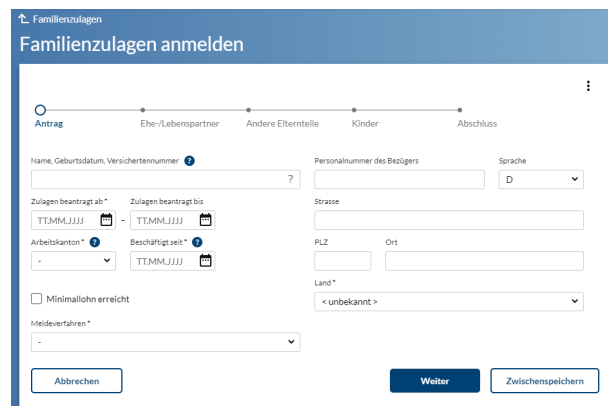 Familienzulagen
Familienzulagen anmelden
Antrag Ehe-/Lebenspartner Andere Elternteile Kinder Abschluss
Name, Geburtsdatum, Versichertennummer ? Personalnummer des Bezügers Sprache
? D
Zulagen beantragt ab * Zulagen beantragt bis Strasse
TT.MM.JJJJ - TT.MM.JJJJ
Arbeitskanton * ? Beschäftigt seit * ? PLZ Ort
- TT.MM.JJJJ
Land *
Minimallohn erreicht < unbekannt >
Meldeverfahren *
-
Abbrechen Weiter Zwischenspeichern